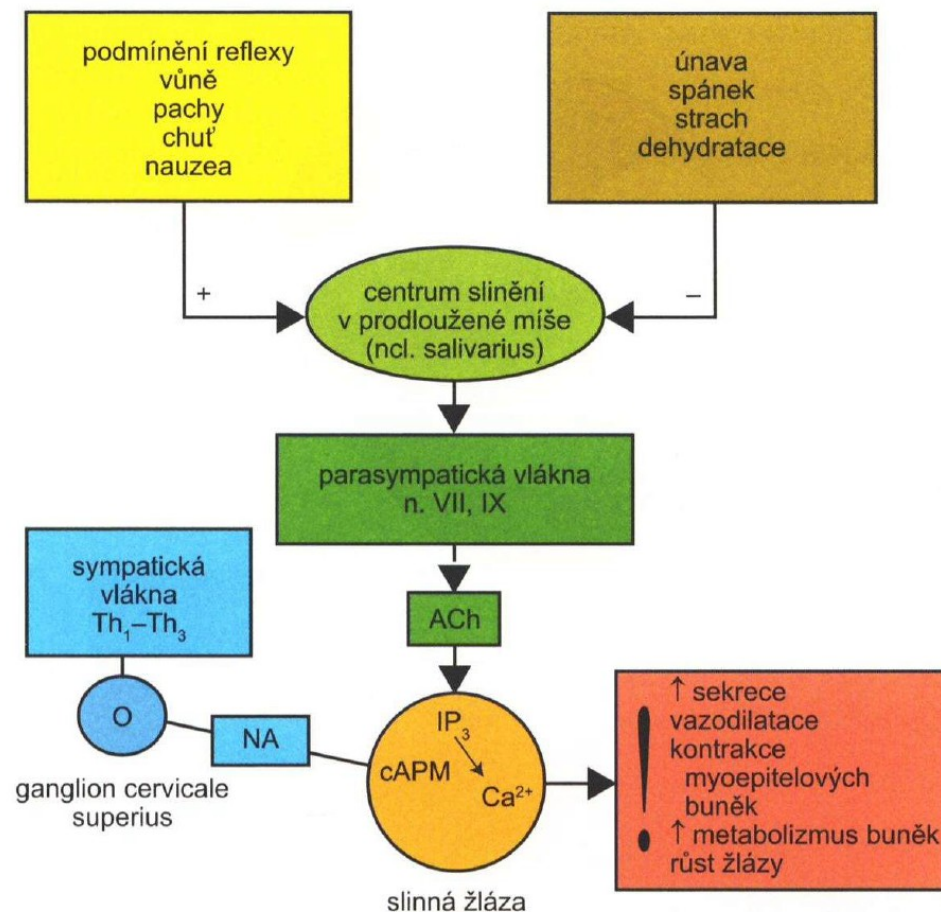 podmínění reflexy
vůně
pachy
chuť
nauzea
únava
spánek
strach
dehydratace
+
–
centrum slinění
v prodloužené míše
(ncl. salivarius)
parasympatická vlákna
n. VII, IX
sympatická
vlákna
Th₁–Th₃
ACh
O
NA
ganglion cervicale
superius
IP₃
cAPM
Ca²⁺
slinná žláza
!
↑ sekrece
vazodilatace
kontrakce
myoepitelových
buněk
↑ metabolizmus buněk
růst žlázy